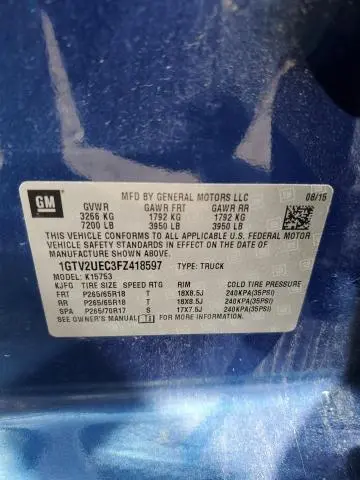 GM
MFD BY GENERAL MOTORS LLC 08/15
GVWR GAWR FRT GAWR RR
3266 KG 1792 KG 1792 KG
7200 LB 3950 LB 3950 LB
THIS VEHICLE CONFORMS TO ALL APPLICABLE U.S. FEDERAL MOTOR
VEHICLE SAFETY STANDARDS IN EFFECT ON THE DATE OF
MANUFACTURE SHOWN ABOVE.
1GTV2UEC3FZ418597 TYPE: TRUCK
MODEL: K15753
KJFG TIRE SIZE SPEED RTG RIM COLD TIRE PRESSURE
FRT P265/65R18 T 18X8.5J 240KPA(35PSI)
RR P265/65R18 T 18X8.5J 240KPA(35PSI)
SPA P265/70R17 S 17X7.5J 240KPA(35PSI)
SEE OWNER'S MANUAL FOR MORE INFORMATION.